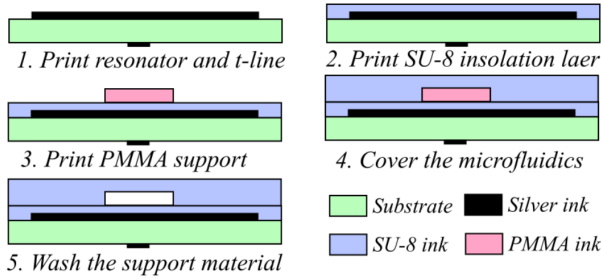 1. Print resonator and t-line
2. Print SU-8 insolation laer
3. Print PMMA support
4. Cover the microfluidics
5. Wash the support material
Substrate
Silver ink
SU-8 ink
PMMA ink